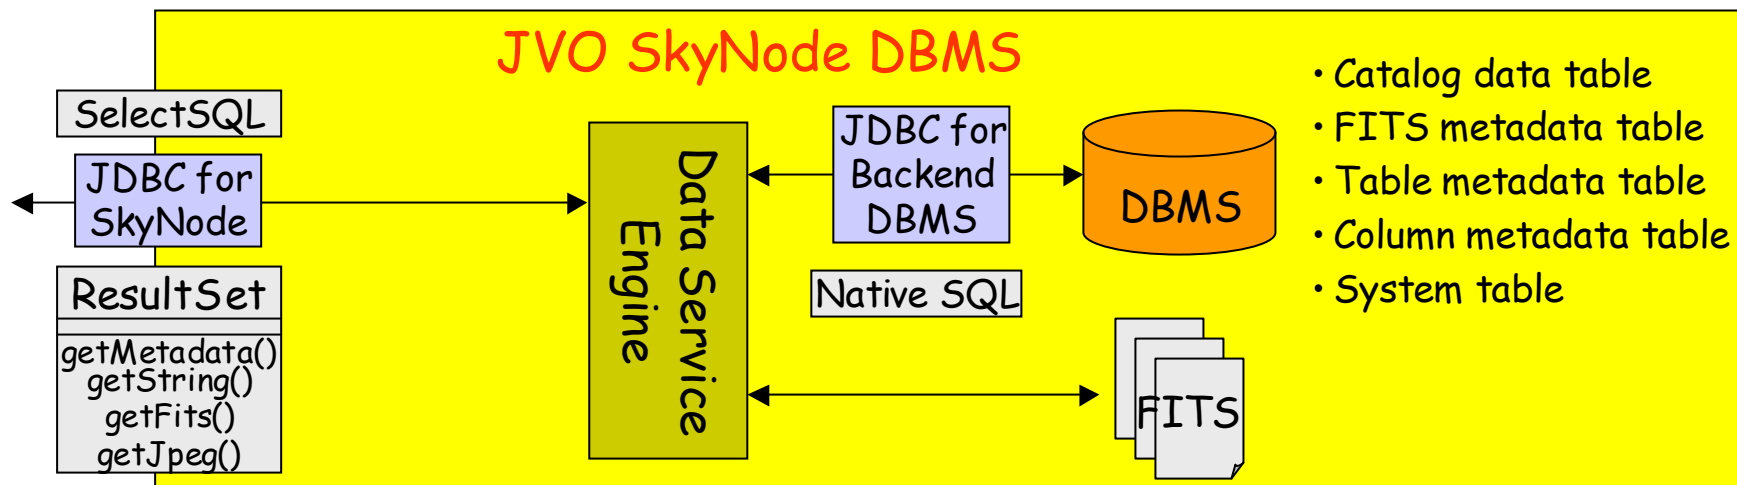 JVO SkyNode DBMS
SelectSQL
JDBC for
SkyNode
ResultSet
getMetadata()
getString()
getFits()
getJpeg()
Data Service
Engine
JDBC for
Backend
DBMS
Native SQL
DBMS
FITS
• Catalog data table
• FITS metadata table
• Table metadata table
• Column metadata table
• System table